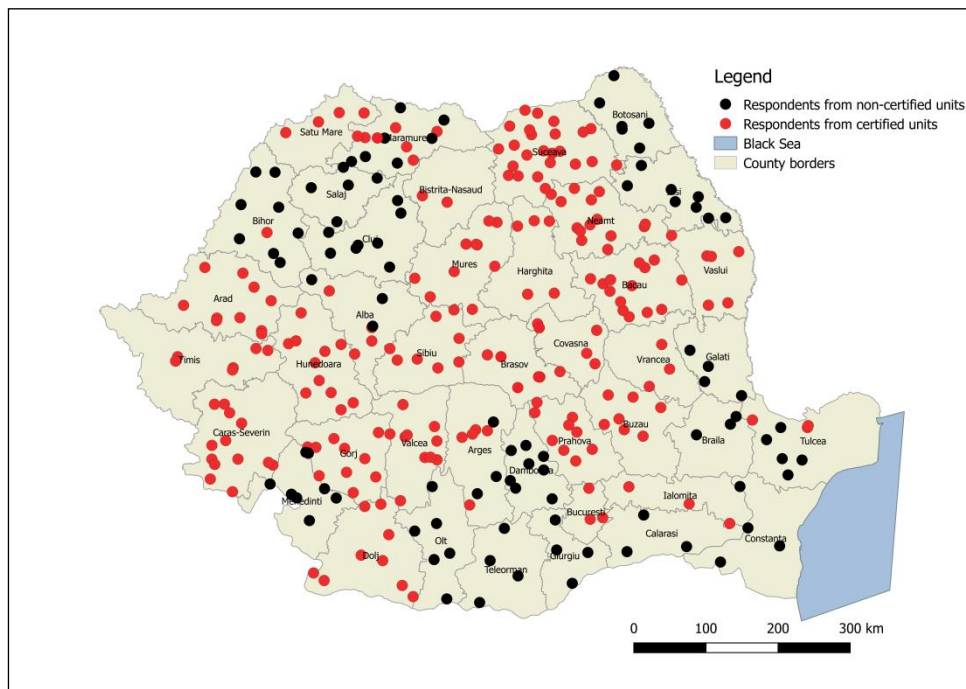 Legend
Respondents from non-certified units
Respondents from certified units
Black Sea
County borders
Botosani
Satu Mare
Maramures
Suceava
Iasi
Salaj
Bistrita-Nasaud
Bihor
Neamt
Cluj
Mures
Harghita
Vaslui
Bacau
Arad
Alba
Covasna
Timis
Hunedoara
Sibiu
Brasov
Vrancea
Galati
Caras-Severin
Valcea
Buzau
Gorj
Arges
Prahova
Braila
Tulcea
Dambovita
Mehedinti
Ialomita
Bucuresti
Olt
Calarasi
Constanta
Dolj
Teleorman
Giurgiu
0 100 200 300 km